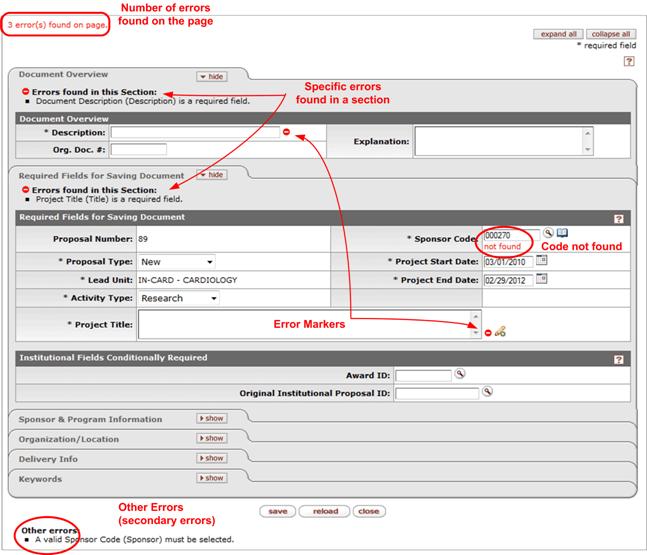 Number of errors
found on the page
3 error(s) found on page.
expand all collapse all
* required field
?
Document Overview hide
Errors found in this Section:
Document Description (Description) is a required field.
Specific errors
found in a section
Document Overview
* Description:
Explanation:
Org. Doc. #:
Required Fields for Saving Document hide
Errors found in this Section:
Project Title (Title) is a required field.
Required Fields for Saving Document ?
Proposal Number: 89 * Sponsor Code: 000270
not found Code not found
* Proposal Type: New * Project Start Date: 03/01/2010
* Lead Unit: IN-CARD - CARDIOLOGY * Project End Date: 02/29/2012
* Activity Type: Research
* Project Title: Error Markers
Institutional Fields Conditionally Required ?
Award ID:
Original Institutional Proposal ID:
Sponsor & Program Information show
Organization/Location show
Delivery Info show
Keywords show
Other Errors
(secondary errors)
save reload close
Other errors
A valid Sponsor Code (Sponsor) must be selected.